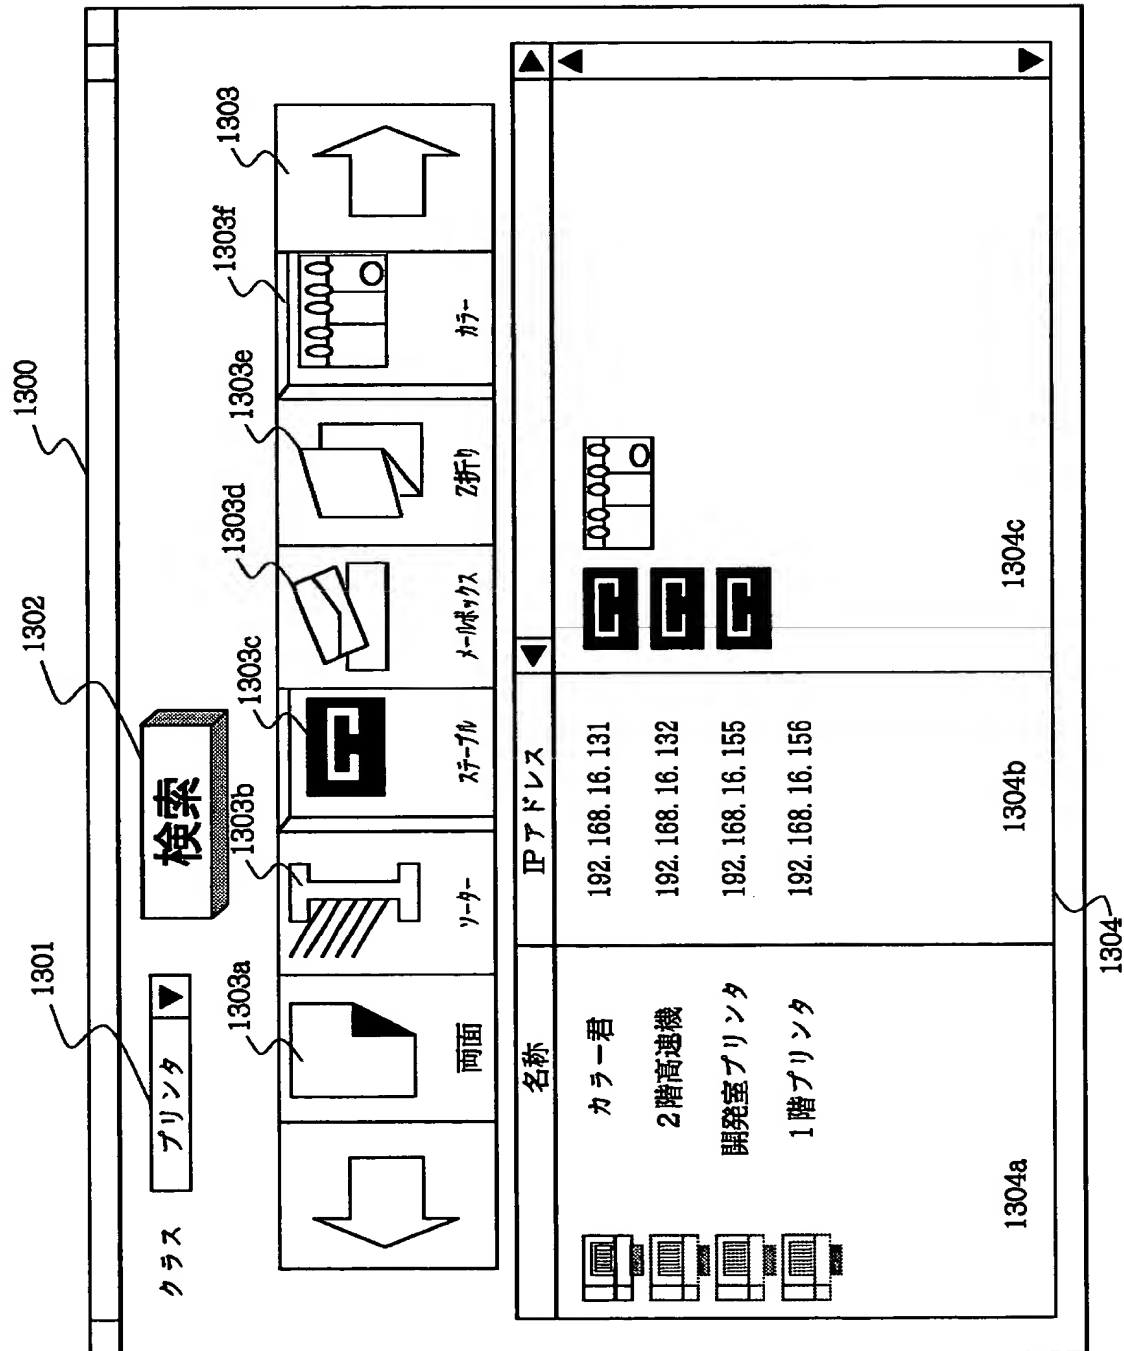 1300
1301
1302
クラス
プリンタ
検索
1303a
1303b
1303c
1303d
1303e
1303f
1303
両面
ソーター
ステープル
メールボックス
Z折り
カラー
名称
IPアドレス
カラー君
192.168.16.131
2階高速機
192.168.16.132
開発室プリンタ
192.168.16.155
1階プリンタ
192.168.16.156
1304a
1304b
1304c
1304